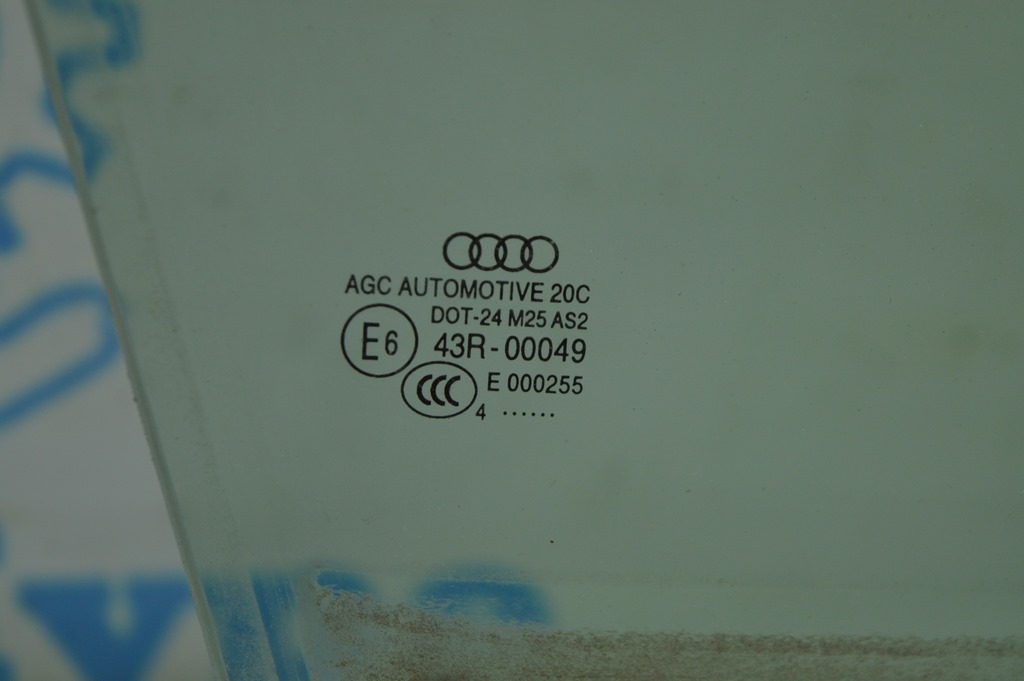 AGC AUTOMOTIVE 20C
DOT-24 M25 AS2
E6 43R-00049
CCC E 000255
4 ......